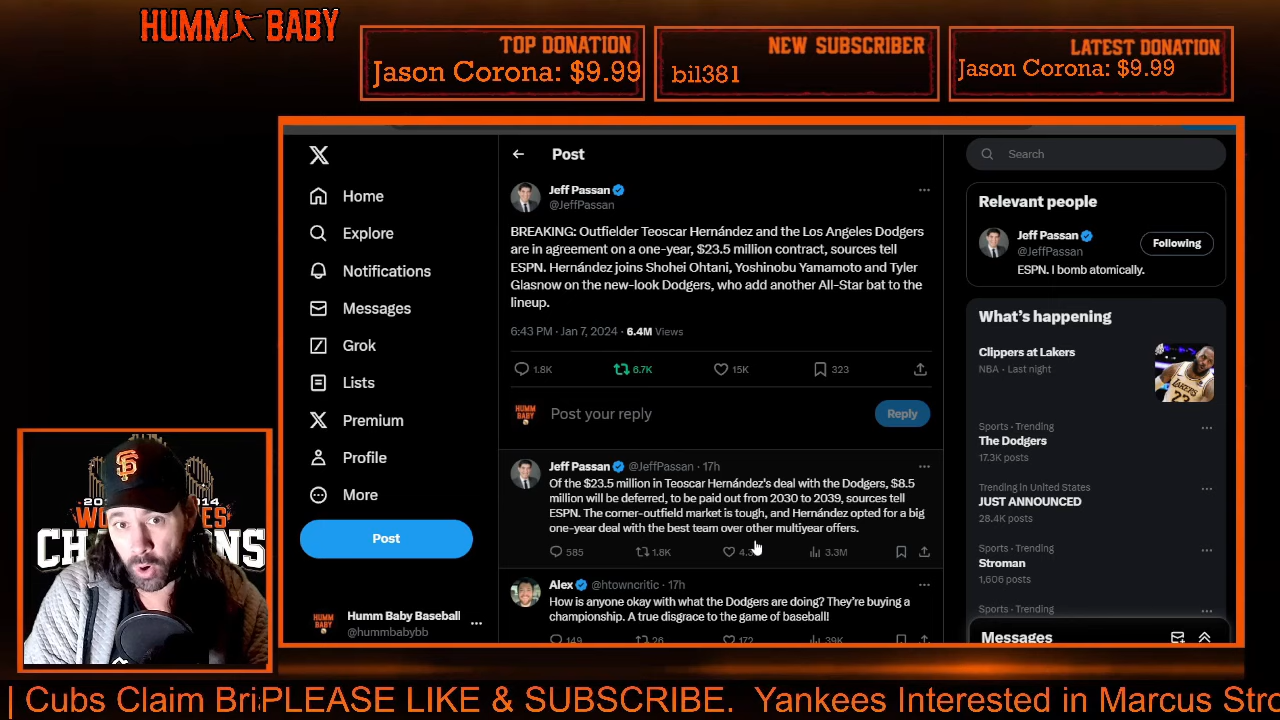 HUMM BABY
TOP DONATION
Jason Corona: $9.99
NEW SUBSCRIBER
bil381
LATEST DONATION
Jason Corona: $9.99
Home
Explore
Notifications
Messages
Grok
Lists
Premium
Profile
More
Post
Humm Baby Baseball
@hummbabybb
Post
Jeff Passan
@JeffPassan
BREAKING: Outfielder Teoscar Hernández and the Los Angeles Dodgers
are in agreement on a one-year, $23.5 million contract, sources tell
ESPN. Hernández joins Shohei Ohtani, Yoshinobu Yamamoto and Tyler
Glasnow on the new-look Dodgers, who add another All-Star bat to the
lineup.
6:43 PM · Jan 7, 2024 · 6.4M Views
1.8K 6.7K 15K 323
HUMM BABY
Post your reply
Reply
Jeff Passan @JeffPassan · 17h
Of the $23.5 million in Teoscar Hernández's deal with the Dodgers, $8.5
million will be deferred, to be paid out from 2030 to 2039, sources tell
ESPN. The corner-outfield market is tough, and Hernández opted for a big
one-year deal with the best team over other multiyear offers.
585 1.8K 3.3M
Alex @htowncritic · 17h
How is anyone okay with what the Dodgers are doing? They're buying a
championship. A true disgrace to the game of baseball!
149 26 172 39K
Search
Relevant people
Jeff Passan
@JeffPassan
Following
ESPN. I bomb atomically.
What's happening
Clippers at Lakers
NBA · Last night
Sports · Trending
The Dodgers
17.3K posts
Trending in United States
JUST ANNOUNCED
28.4K posts
Sports · Trending
Stroman
1,606 posts
Sports · Trending
Messages
SF
| Cubs Claim Bri
PLEASE LIKE & SUBSCRIBE. Yankees Interested in Marcus Stro